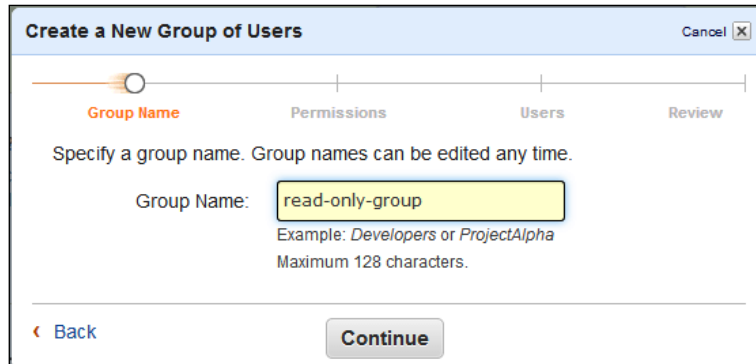 Create a New Group of Users
Cancel
Group Name Permissions Users Review
Specify a group name. Group names can be edited any time.
Group Name: read-only-group
Example: Developers or ProjectAlpha
Maximum 128 characters.
Back Continue